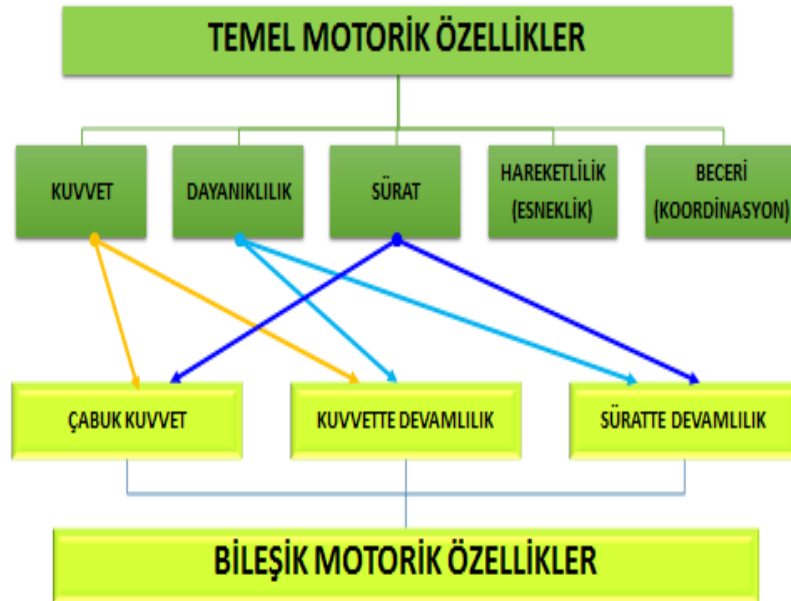 TEMEL MOTORİK ÖZELLİKLER
KUVVET
DAYANIKLILIK
SÜRAT
HAREKETLİLİK
(ESNEKLİK)
BECERİ
(KOORDİNASYON)
ÇABUK KUVVET
KUVVETTE DEVAMLILIK
SÜRATTE DEVAMLILIK
BİLEŞİK MOTORİK ÖZELLİKLER